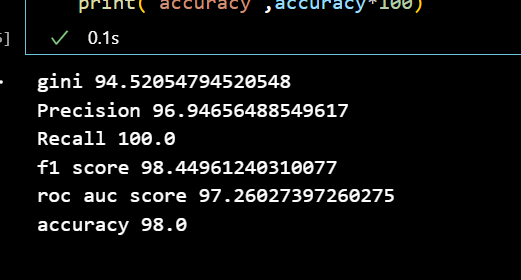 print( accuracy ,accuracy*100)
0.1s
gini 94.52054794520548
Precision 96.94656488549617
Recall 100.0
f1 score 98.44961240310077
roc auc score 97.26027397260275
accuracy 98.0